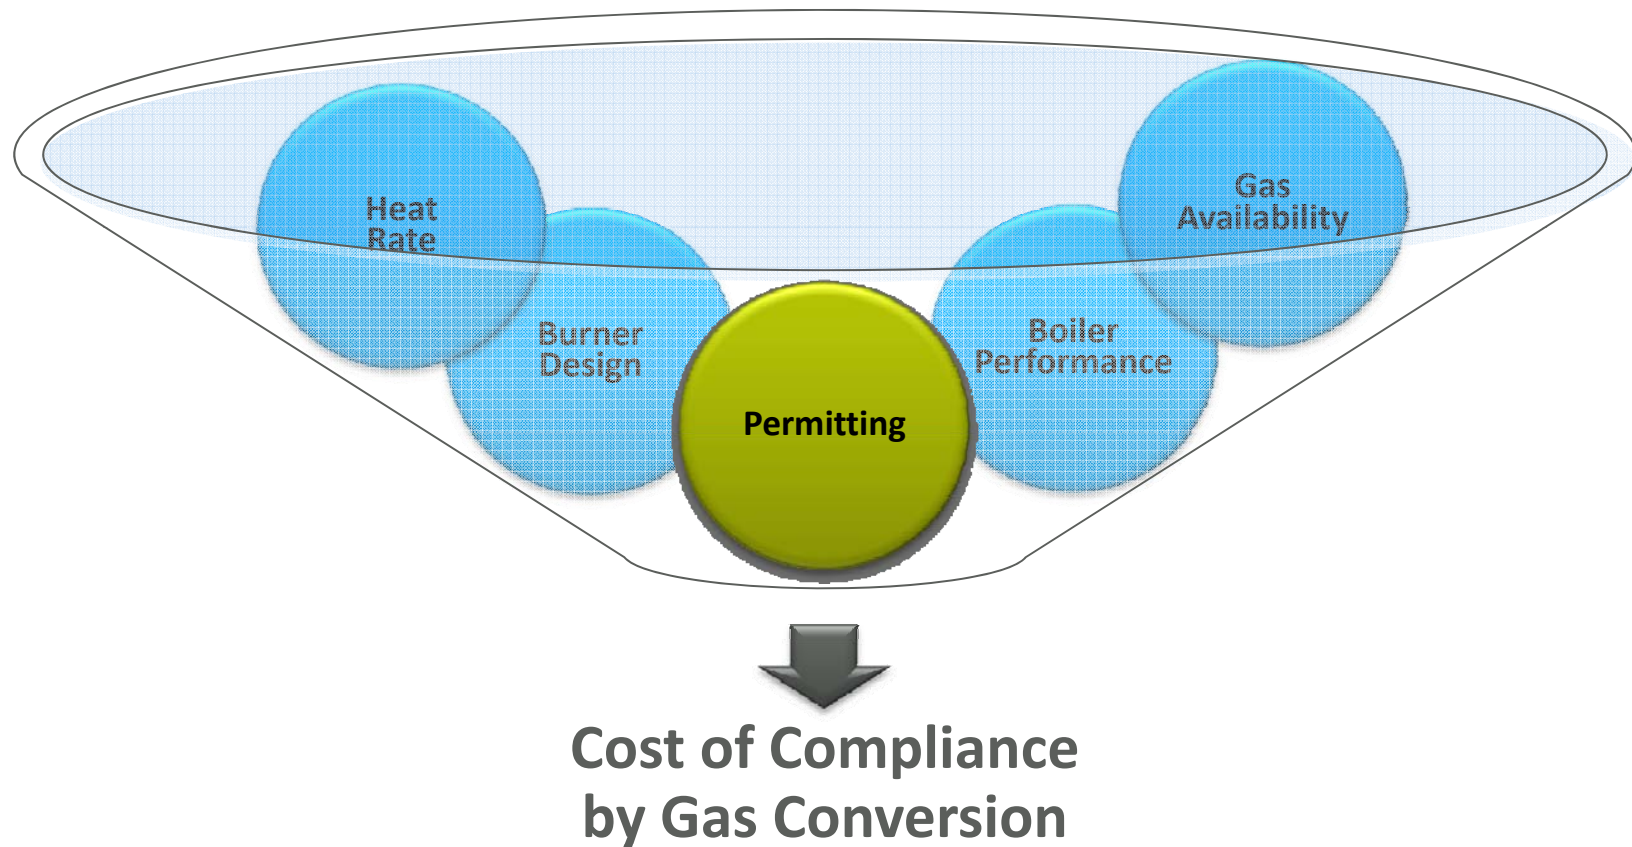 Heat
Rate
Burner
Design
Permitting
Boiler
Performance
Gas
Availability
Cost of Compliance
by Gas Conversion